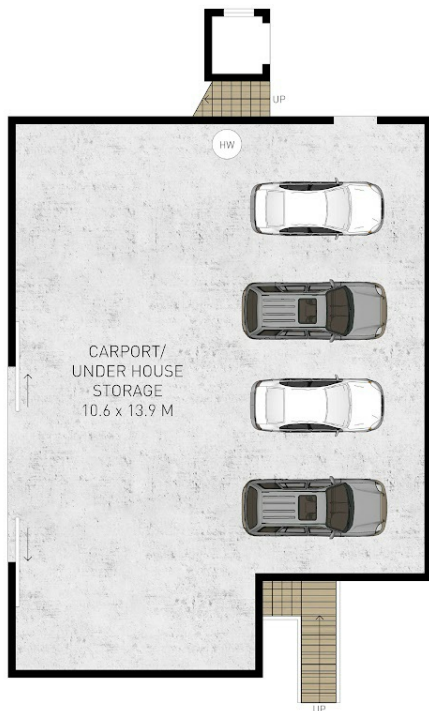 UP
HW
CARPORT/
UNDER HOUSE
STORAGE
10.6 x 13.9 M
UP